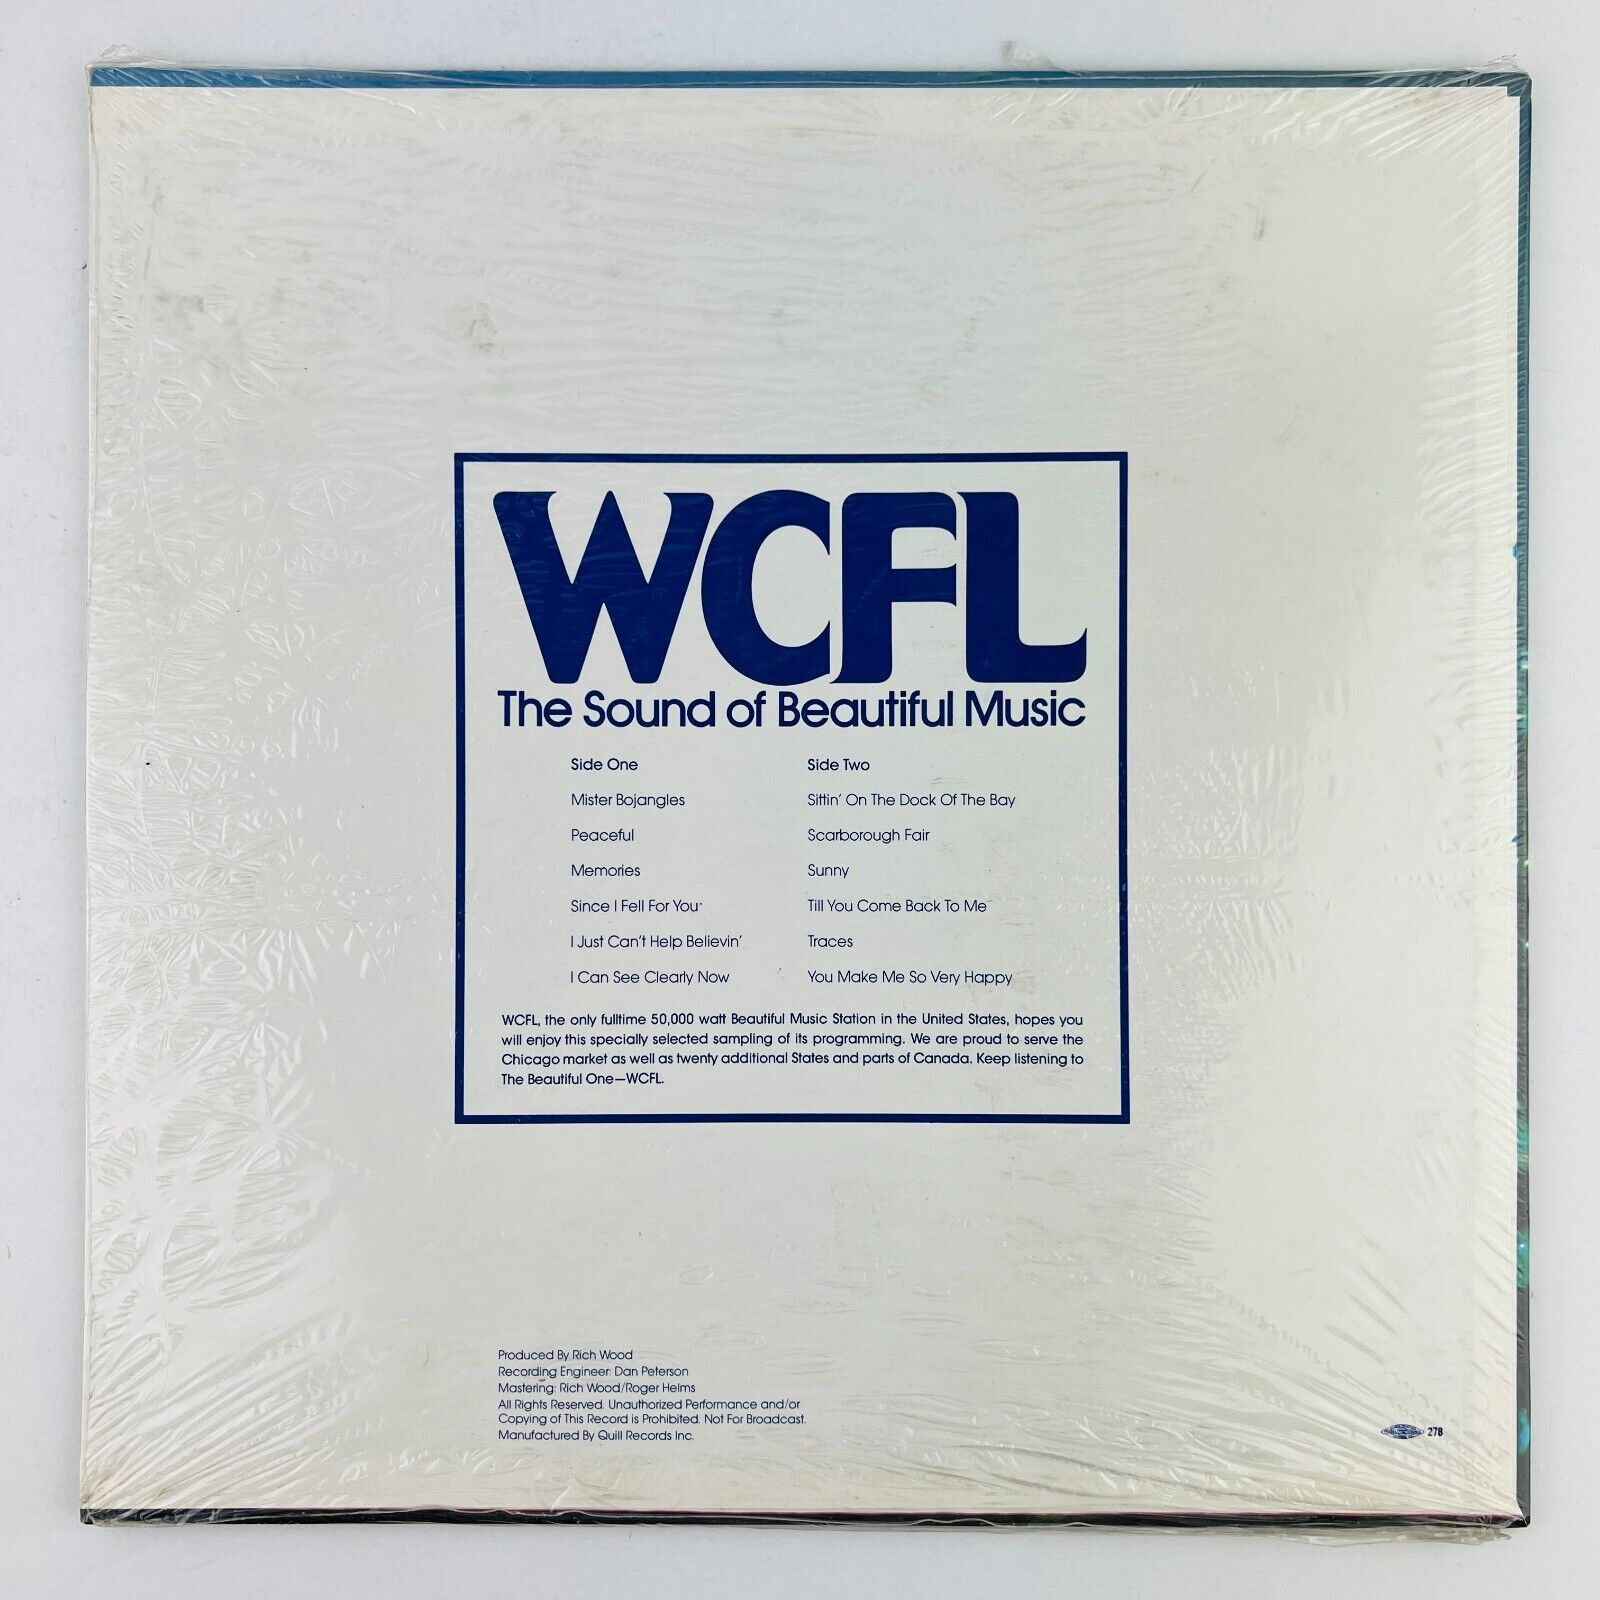 WCFL
The Sound of Beautiful Music
Side One
Mister Bojangles
Peaceful
Memories
Since I Fell For You
I Just Can't Help Believin'
I Can See Clearly Now
Side Two
Sittin' On The Dock Of The Bay
Scarborough Fair
Sunny
Till You Come Back To Me
Traces
You Make Me So Very Happy
WCFL, the only fulltime 50,000 watt Beautiful Music Station in the United States, hopes you
will enjoy this specially selected sampling of its programming. We are proud to serve the
Chicago market as well as twenty additional States and parts of Canada. Keep listening to
The Beautiful One—WCFL.
Produced By Rich Wood
Recording Engineer: Dan Peterson
Mastering: Rich Wood/Roger Helms
All Rights Reserved. Unauthorized Performance and/or
Copying of This Record is Prohibited. Not For Broadcast.
Manufactured By Quill Records Inc.
278